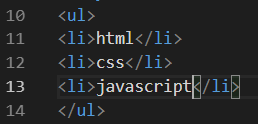 10 <ul>
11 <li>html</li>
12 <li>css</li>
13 <li>javascript</li>
14 </ul>